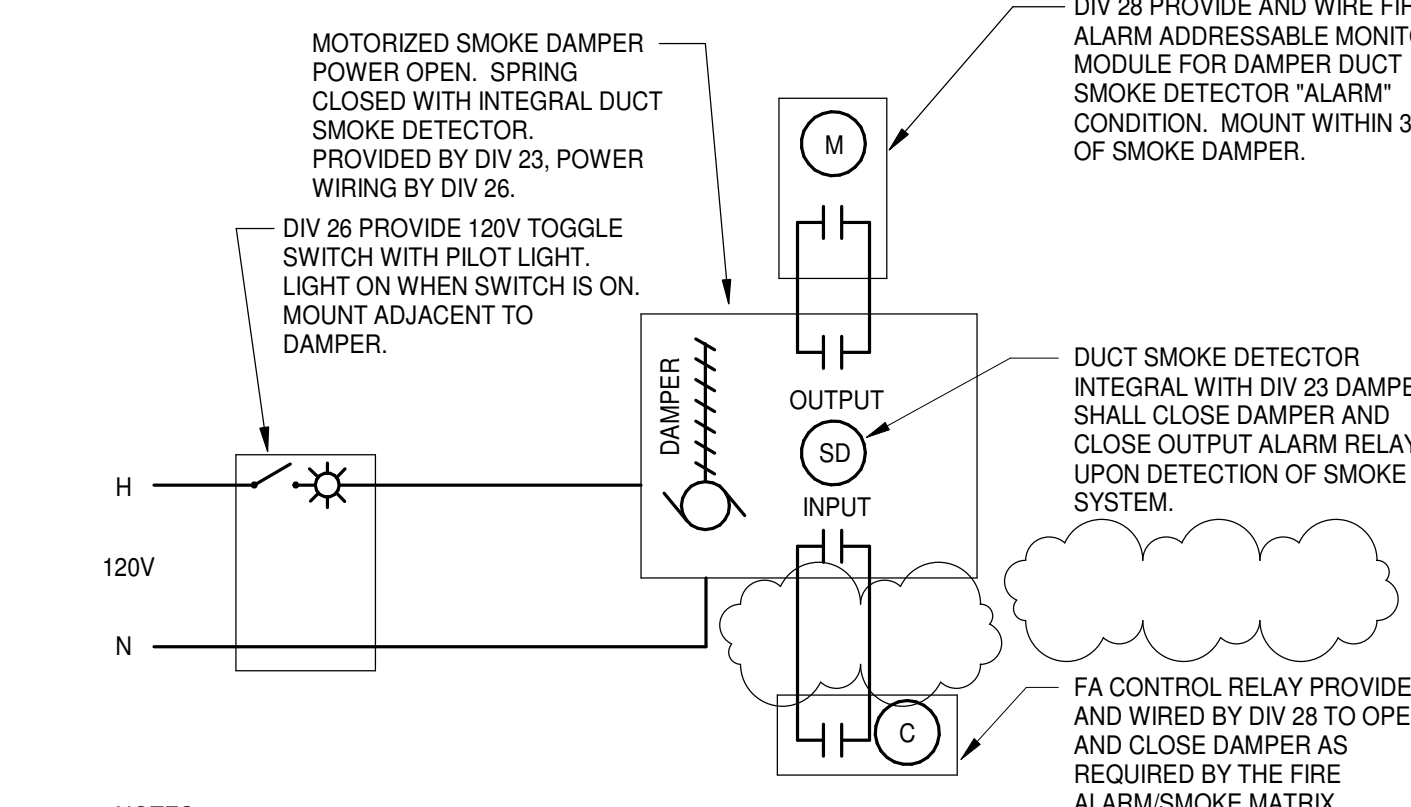 DIV 28 PROVIDE AND WIRE
ALARM ADDRESSABLE
MODULE FOR DAMPER DUCT
SMOKE DETECTOR "ALARM"
CONDITION. MOUNT WITHIN 3
OF SMOKE DAMPER.
MOTORIZED SMOKE DAMPER
POWER OPEN. SPRING
CLOSED WITH INTEGRAL DUCT
SMOKE DETECTOR.
PROVIDED BY DIV 23, POWER
WIRING BY DIV 26.
M
DIV 26 PROVIDE 120V TOGGLE
SWITCH WITH PILOT LIGHT.
LIGHT ON WHEN SWITCH IS ON.
MOUNT ADJACENT TO
DAMPER.
DAMPER
OUTPUT
SD
INPUT
DUCT SMOKE DETECTOR
INTEGRAL WITH DIV 23
SHALL CLOSE DAMPER AND
CLOSE OUTPUT ALARM RELAY
UPON DETECTION OF SMOKE
SYSTEM.
H
120V
N
C
FA CONTROL RELAY PROVIDE
AND WIRED BY DIV 28 TO
AND CLOSE DAMPER AS
REQUIRED BY THE FIRE
ALARM/SMOKE MATRIX
NOTES